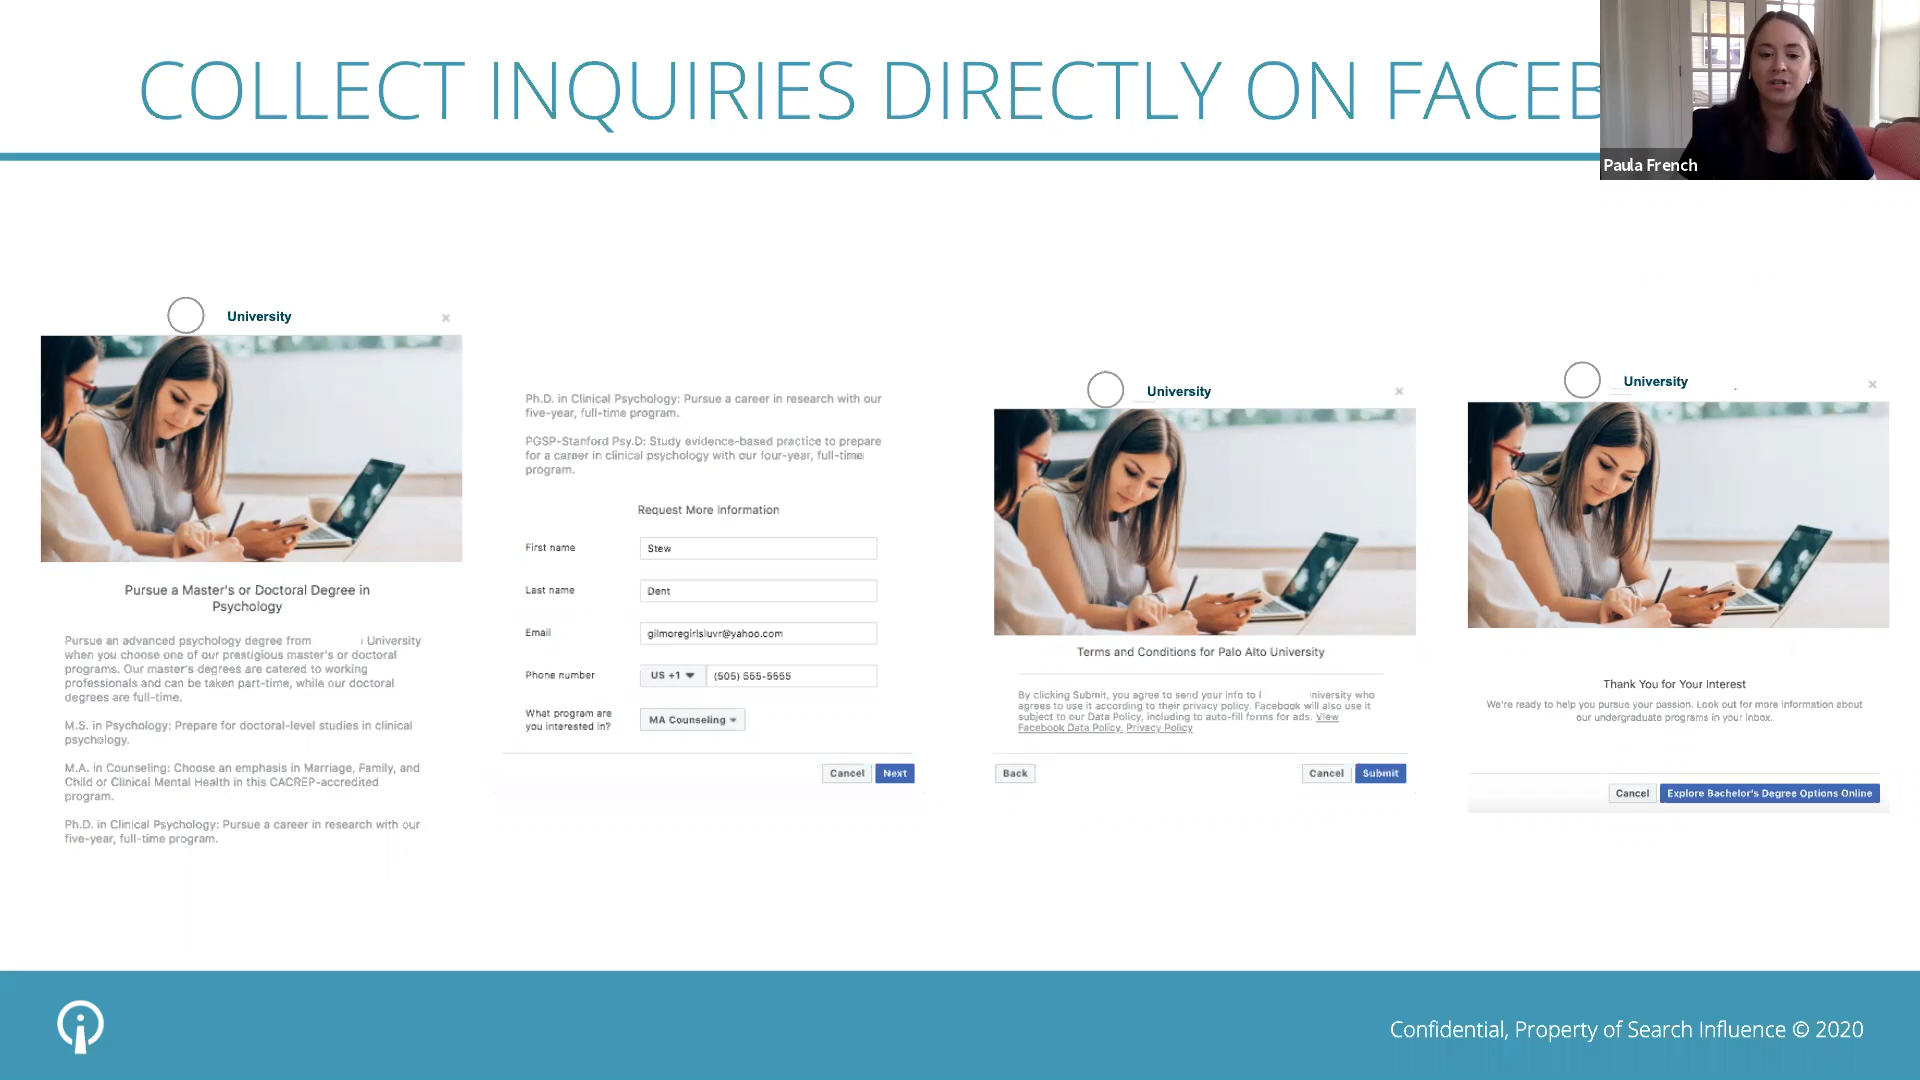 COLLECT INQUIRIES DIRECTLY ON FACEB
Paula French
University
Pursue a Master's or Doctoral Degree in
Psychology
Pursue an advanced psychology degree from University
when you choose one of our prestigious master's or doctoral
programs. Our master's degrees are catered to working
professionals and can be taken part-time, while our doctoral
degrees are full-time.
M.S. in Psychology: Prepare for doctoral-level studies in clinical
psychology.
M.A. in Counseling: Choose an emphasis in Marriage, Family, and
Child or Clinical Mental Health in this CACREP-accredited
program.
Ph.D. in Clinical Psychology: Pursue a career in research with our
five-year, full-time program.
Ph.D. in Clinical Psychology: Pursue a career in research with our
five-year, full-time program.
PGSP-Stanford Psy.D: Study evidence-based practice to prepare
for a career in clinical psychology with our four-year, full-time
program.
Request More Information
First name Stew
Last name Dent
Email gilmoregirlsluvr@yahoo.com
Phone number US +1 (505) 555-5555
What program are
you interested in? MA Counseling
Cancel Next
University
Terms and Conditions for Palo Alto University
By clicking Submit, you agree to send your info to niversity who
agrees to use it according to their privacy policy. Facebook will also use it
subject to our Data Policy, including to auto-fill forms for ads. View
Facebook Data Policy. Privacy Policy
Back Cancel Submit
University
Thank You for Your Interest
We're ready to help you pursue your passion. Look out for more information about
our undergraduate programs in your inbox.
Cancel Explore Bachelor's Degree Options Online
Confidential, Property of Search Influence © 2020